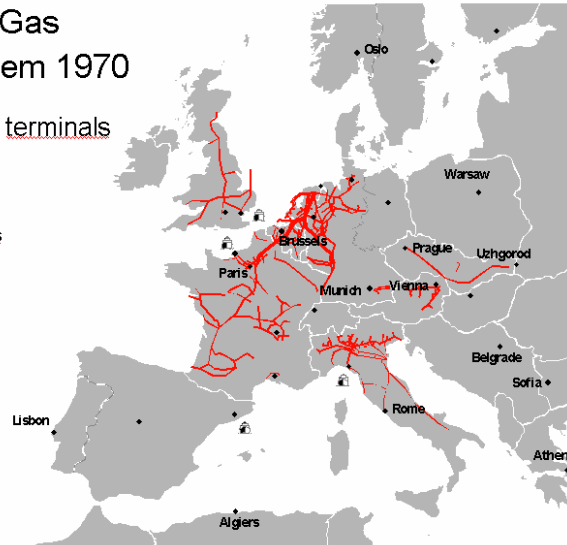 Gas
em 1970
terminals
s
Oslo
Warsaw
Brussels
Prague
Uzhgorod
Paris
Munich
Vienna
Belgrade
Sofia
Rome
Lisbon
Athen
Algiers